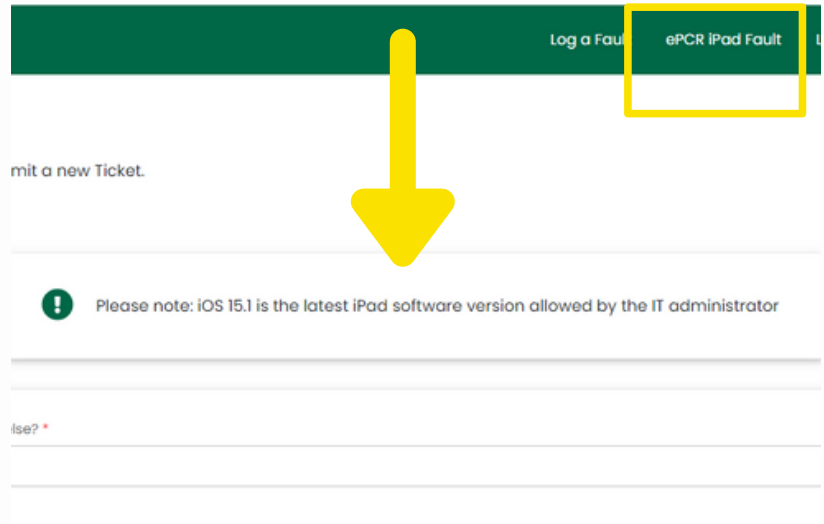 Log a Faul ePCR iPad Fault
mit a new Ticket.
!
Please note: iOS 15.1 is the latest iPad software version allowed by the IT administrator
else? *